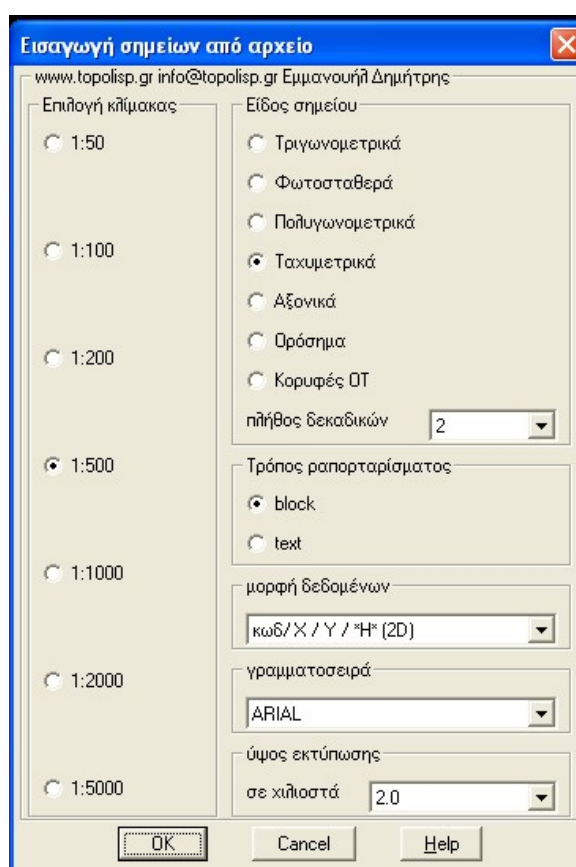 Εισαγωγή σημείων από αρχείο
www.topolisp.gr info@topolisp.gr Εμμανουήλ Δημήτρης
Επιλογή κλίμακας
1:50
1:100
1:200
1:500
1:1000
1:2000
1:5000
Είδος σημείου
Τριγωνομετρικά
Φωτοσταθερά
Πολυγωνομετρικά
Ταχυμετρικά
Αξονικά
Ορόσημα
Κορυφές ΟΤ
πλήθος δεκαδικών 2
Τρόπος ραπορταρίσματος
block
text
μορφή δεδομένων
κωδ/ X / Y / *H* (2D)
γραμματοσειρά
ARIAL
ύψος εκτύπωσης
σε χιλιοστά 2.0
OK Cancel Help